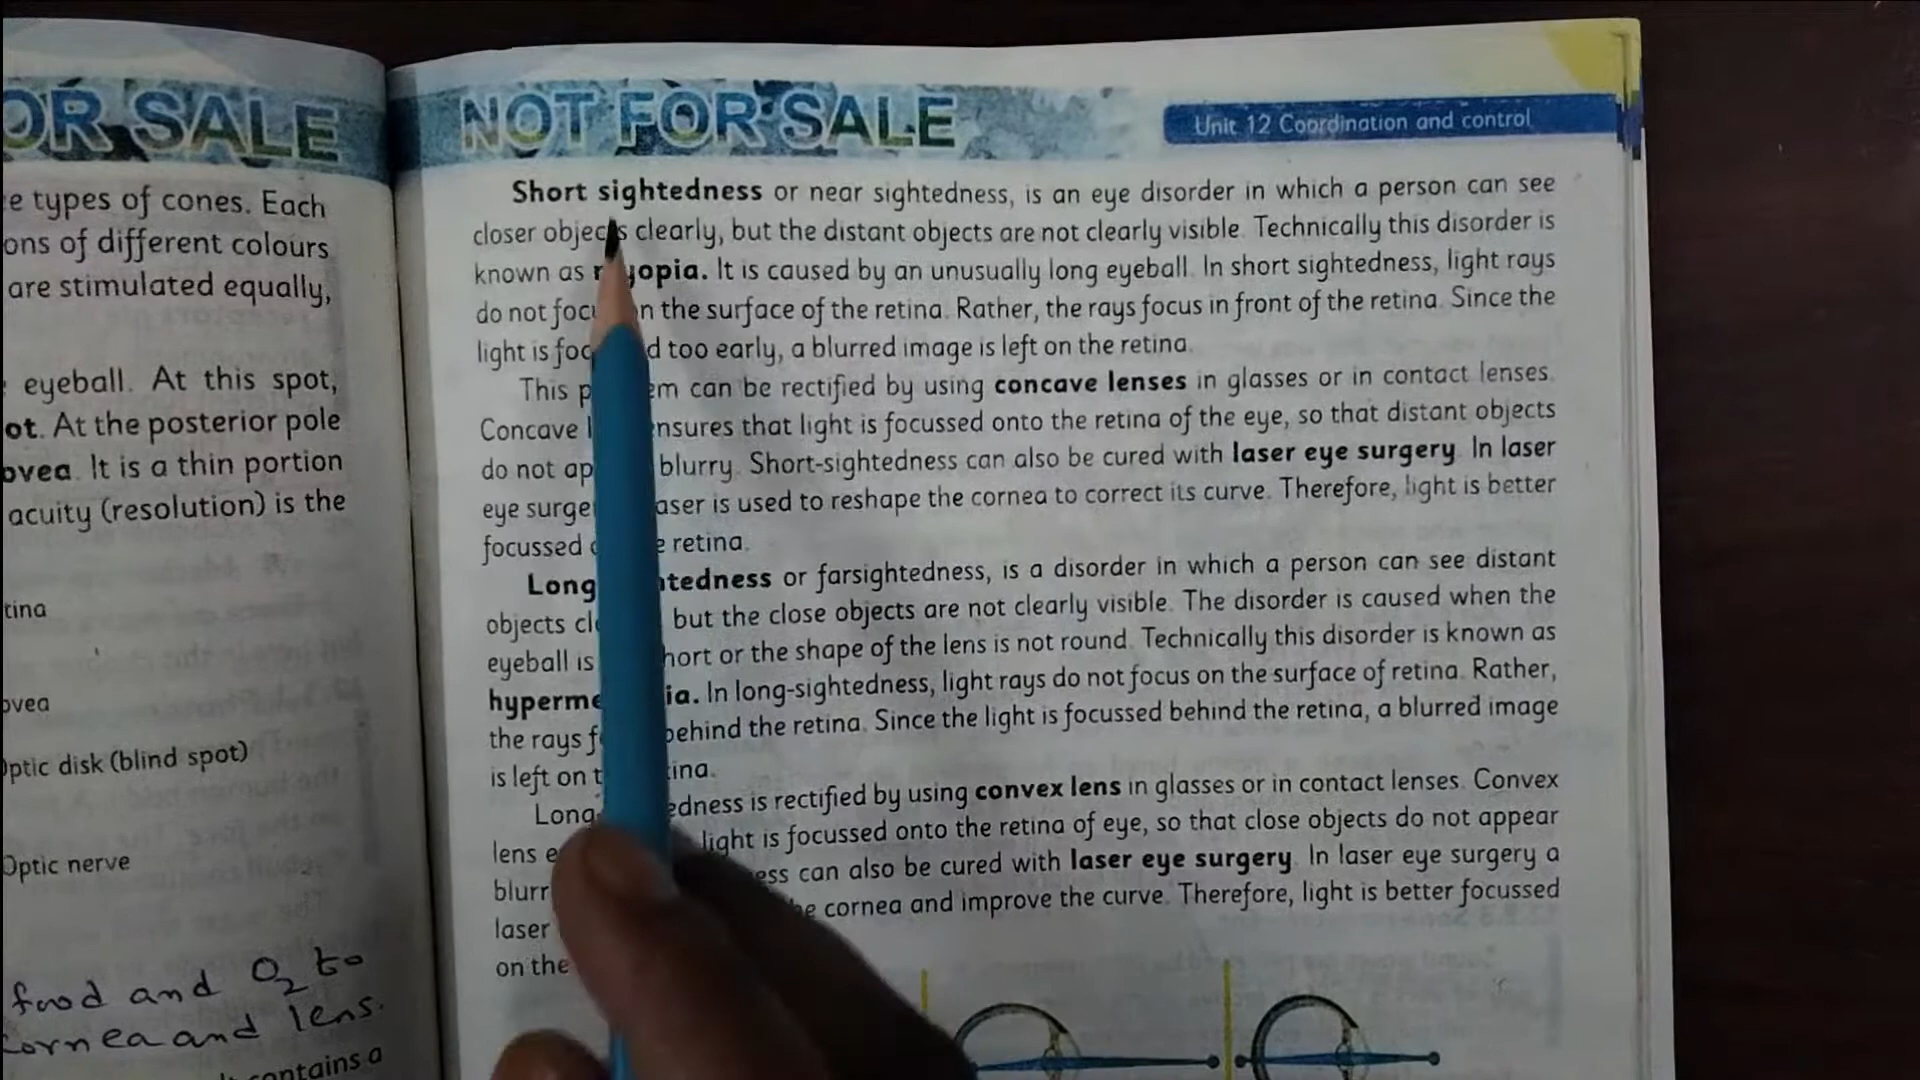 OR SALE
e types of cones. Each
ons of different colours
are stimulated equally,
eyeball. At this spot,
ot. At the posterior pole
ovea. It is a thin portion
acuity (resolution) is the
tina
ovea
Optic disk (blind spot)
Optic nerve
food and O2 to
Cornea and lens.
contains a
NOT FOR SALE
Unit 12 Coordination and control
Short sightedness or near sightedness, is an eye disorder in which a person can see
closer objects clearly, but the distant objects are not clearly visible. Technically this disorder is
known as myopia. It is caused by an unusually long eyeball. In short sightedness, light rays
do not focus on the surface of the retina. Rather, the rays focus in front of the retina. Since the
light is foc d too early, a blurred image is left on the retina.
This p em can be rectified by using concave lenses in glasses or in contact lenses.
Concave l nsures that light is focussed onto the retina of the eye, so that distant objects
do not ap blurry. Short-sightedness can also be cured with laser eye surgery. In laser
eye surge aser is used to reshape the cornea to correct its curve. Therefore, light is better
focussed e retina.
Long tedness or farsightedness, is a disorder in which a person can see distant
objects cl but the close objects are not clearly visible. The disorder is caused when the
eyeball is hort or the shape of the lens is not round. Technically this disorder is known as
hyperme ia. In long-sightedness, light rays do not focus on the surface of retina. Rather,
the rays f behind the retina. Since the light is focussed behind the retina, a blurred image
is left on t tina.
Long edness is rectified by using convex lens in glasses or in contact lenses. Convex
lens e light is focussed onto the retina of eye, so that close objects do not appear
blurr ess can also be cured with laser eye surgery. In laser eye surgery a
laser he cornea and improve the curve. Therefore, light is better focussed
on the